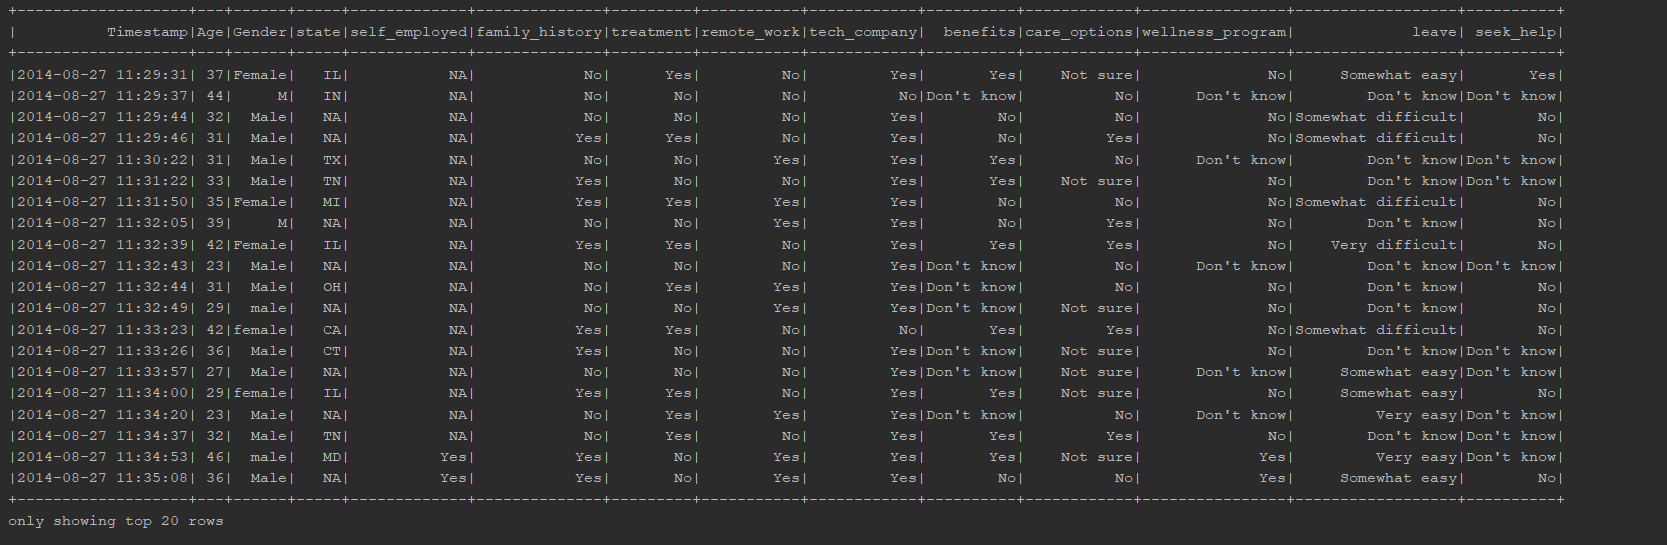 +-------------------+---+------+-----+-------------+--------------+---------+-----------+------------+----------+------------+----------------+------------------+----------+
|          Timestamp|Age|Gender|state|self_employed|family_history|treatment|remote_work|tech_company|  benefits|care_options|wellness_program|             leave| seek_help|
+-------------------+---+------+-----+-------------+--------------+---------+-----------+------------+----------+------------+----------------+------------------+----------+
|2014-08-27 11:29:31| 37|Female|   IL|           NA|            No|      Yes|         No|         Yes|       Yes|    Not sure|              No|     Somewhat easy|       Yes|
|2014-08-27 11:29:37| 44|     M|   IN|           NA|            No|       No|         No|          No|Don't know|          No|      Don't know|        Don't know|Don't know|
|2014-08-27 11:29:44| 32|  Male|   NA|           NA|            No|       No|         No|         Yes|        No|          No|              No|Somewhat difficult|        No|
|2014-08-27 11:29:46| 31|  Male|   NA|           NA|           Yes|      Yes|         No|         Yes|        No|         Yes|              No|Somewhat difficult|        No|
|2014-08-27 11:30:22| 31|  Male|   TX|           NA|            No|       No|        Yes|         Yes|       Yes|          No|      Don't know|        Don't know|Don't know|
|2014-08-27 11:31:22| 33|  Male|   TN|           NA|           Yes|       No|         No|         Yes|       Yes|    Not sure|              No|        Don't know|Don't know|
|2014-08-27 11:31:50| 35|Female|   MI|           NA|           Yes|      Yes|        Yes|         Yes|        No|          No|              No|Somewhat difficult|        No|
|2014-08-27 11:32:05| 39|     M|   NA|           NA|            No|       No|        Yes|         Yes|        No|         Yes|              No|        Don't know|        No|
|2014-08-27 11:32:39| 42|Female|   IL|           NA|           Yes|      Yes|         No|         Yes|       Yes|         Yes|              No|    Very difficult|        No|
|2014-08-27 11:32:43| 23|  Male|   NA|           NA|            No|       No|         No|         Yes|Don't know|          No|      Don't know|        Don't know|Don't know|
|2014-08-27 11:32:44| 31|  Male|   OH|           NA|            No|      Yes|        Yes|         Yes|Don't know|          No|              No|        Don't know|        No|
|2014-08-27 11:32:49| 29|  male|   NA|           NA|            No|       No|        Yes|         Yes|Don't know|    Not sure|              No|        Don't know|        No|
|2014-08-27 11:33:23| 42|female|   CA|           NA|           Yes|      Yes|         No|          No|       Yes|         Yes|              No|Somewhat difficult|        No|
|2014-08-27 11:33:26| 36|  Male|   CT|           NA|           Yes|       No|         No|         Yes|Don't know|    Not sure|              No|        Don't know|Don't know|
|2014-08-27 11:33:57| 27|  Male|   NA|           NA|            No|       No|         No|         Yes|Don't know|    Not sure|      Don't know|     Somewhat easy|Don't know|
|2014-08-27 11:34:00| 29|female|   IL|           NA|           Yes|      Yes|         No|         Yes|       Yes|    Not sure|              No|     Somewhat easy|        No|
|2014-08-27 11:34:20| 23|  Male|   NA|           NA|            No|      Yes|        Yes|         Yes|Don't know|          No|      Don't know|         Very easy|Don't know|
|2014-08-27 11:34:37| 32|  Male|   TN|           NA|            No|      Yes|         No|         Yes|       Yes|         Yes|              No|        Don't know|Don't know|
|2014-08-27 11:34:53| 46|  male|   MD|          Yes|           Yes|       No|        Yes|         Yes|       Yes|    Not sure|             Yes|         Very easy|Don't know|
|2014-08-27 11:35:08| 36|  Male|   NA|          Yes|           Yes|       No|        Yes|         Yes|        No|          No|             Yes|     Somewhat easy|        No|
+-------------------+---+------+-----+-------------+--------------+---------+-----------+------------+----------+------------+----------------+------------------+----------+
only showing top 20 rows